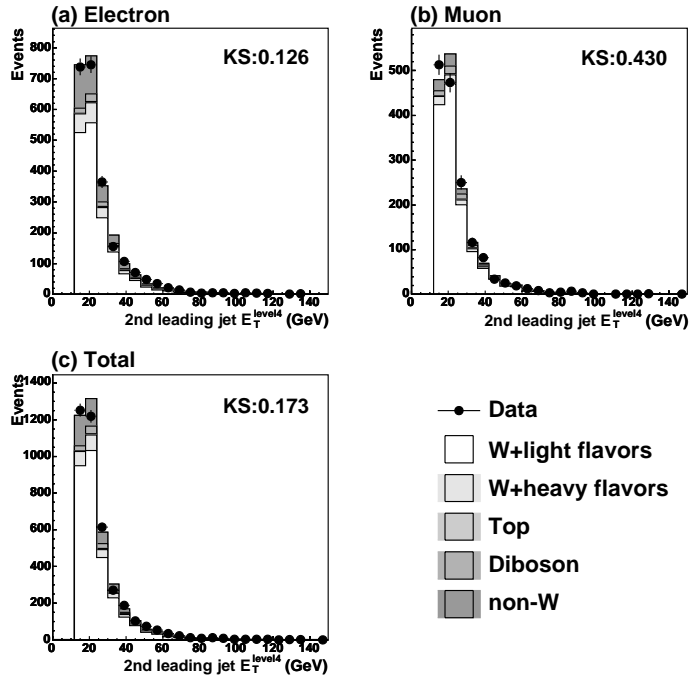 (a) Electron
Events
KS:0.126
800
700
600
500
400
300
200
100
0
0 20 40 60 80 100 120 140
2nd leading jet E_T^level4 (GeV)
(b) Muon
Events
KS:0.430
500
400
300
200
100
0
0 20 40 60 80 100 120 140
2nd leading jet E_T^level4 (GeV)
(c) Total
Events
KS:0.173
1400
1200
1000
800
600
400
200
0
0 20 40 60 80 100 120 140
2nd leading jet E_T^level4 (GeV)
Data
W+light flavors
W+heavy flavors
Top
Diboson
non-W